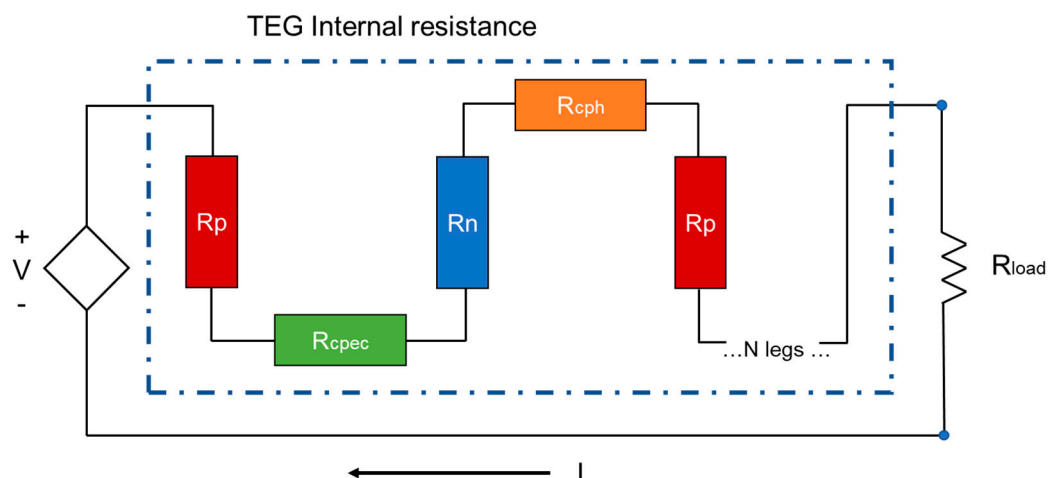 TEG Internal resistance
Rcph
Rp
Rn
Rp
+
V
-
Rload
Rcpec
...N legs ...
I